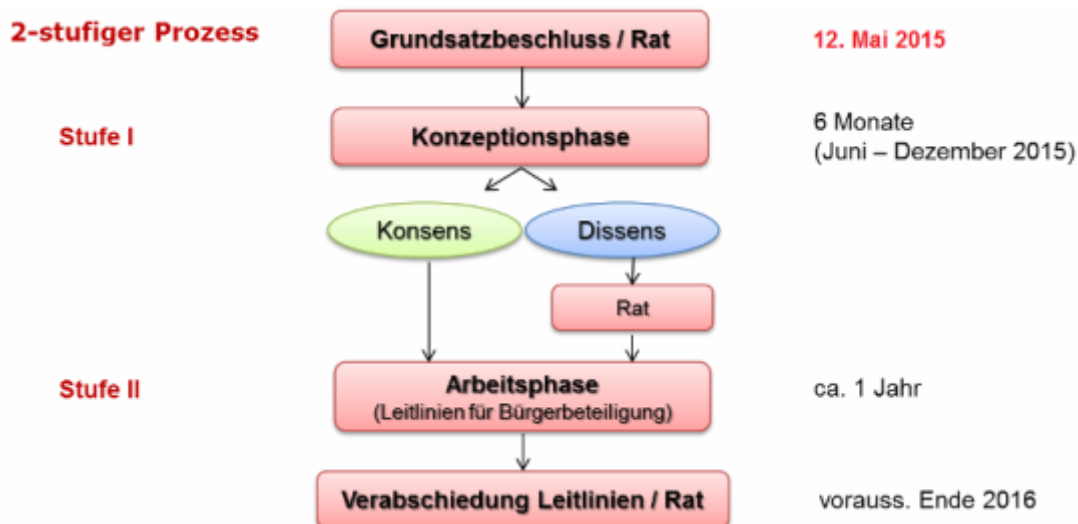 2-stufiger Prozess
Grundsatzbeschluss / Rat
12. Mai 2015
Stufe I
Konzeptionsphase
6 Monate
(Juni – Dezember 2015)
Konsens
Dissens
Rat
Stufe II
Arbeitsphase
(Leitlinien für Bürgerbeteiligung)
ca. 1 Jahr
Verabschiedung Leitlinien / Rat
vorauss. Ende 2016